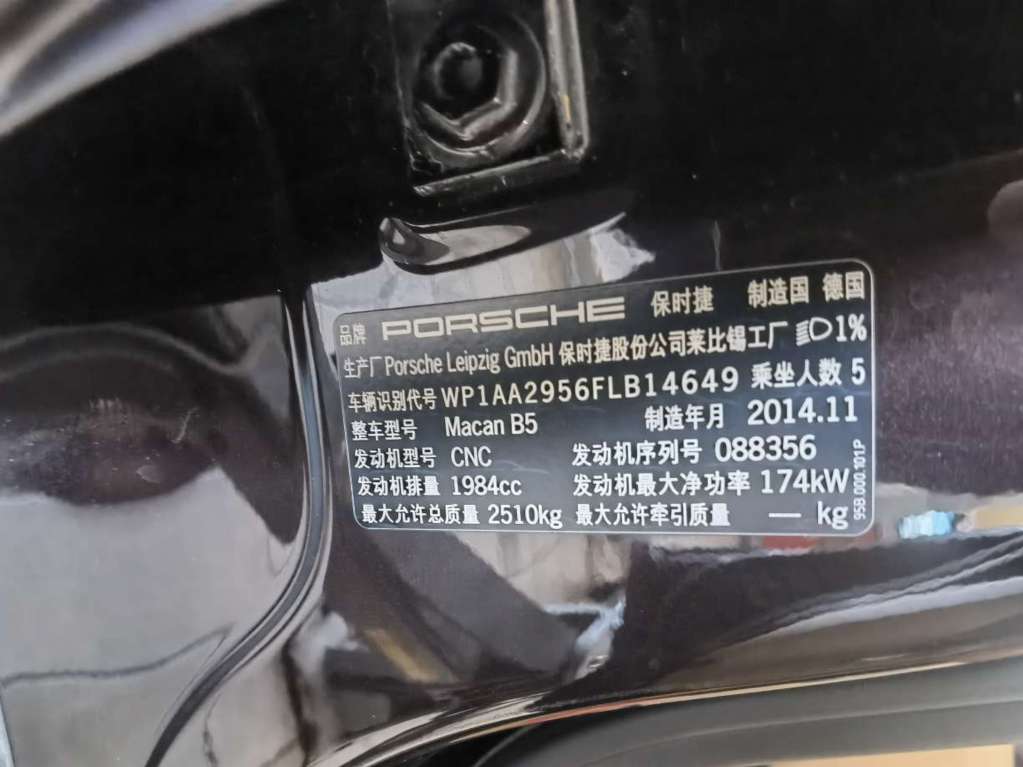 品牌 PORSCHE 保时捷 制造国 德国
生产厂 Porsche Leipzig GmbH 保时捷股份公司莱比锡工厂 1%
车辆识别代号 WP1AA2956FLB14649 乘坐人数 5
整车型号 Macan B5 制造年月 2014.11
发动机型号 CNC 发动机序列号 088356
发动机排量 1984cc 发动机最大净功率 174kW
最大允许总质量 2510kg 最大允许牵引质量 — kg
95B.000.101P